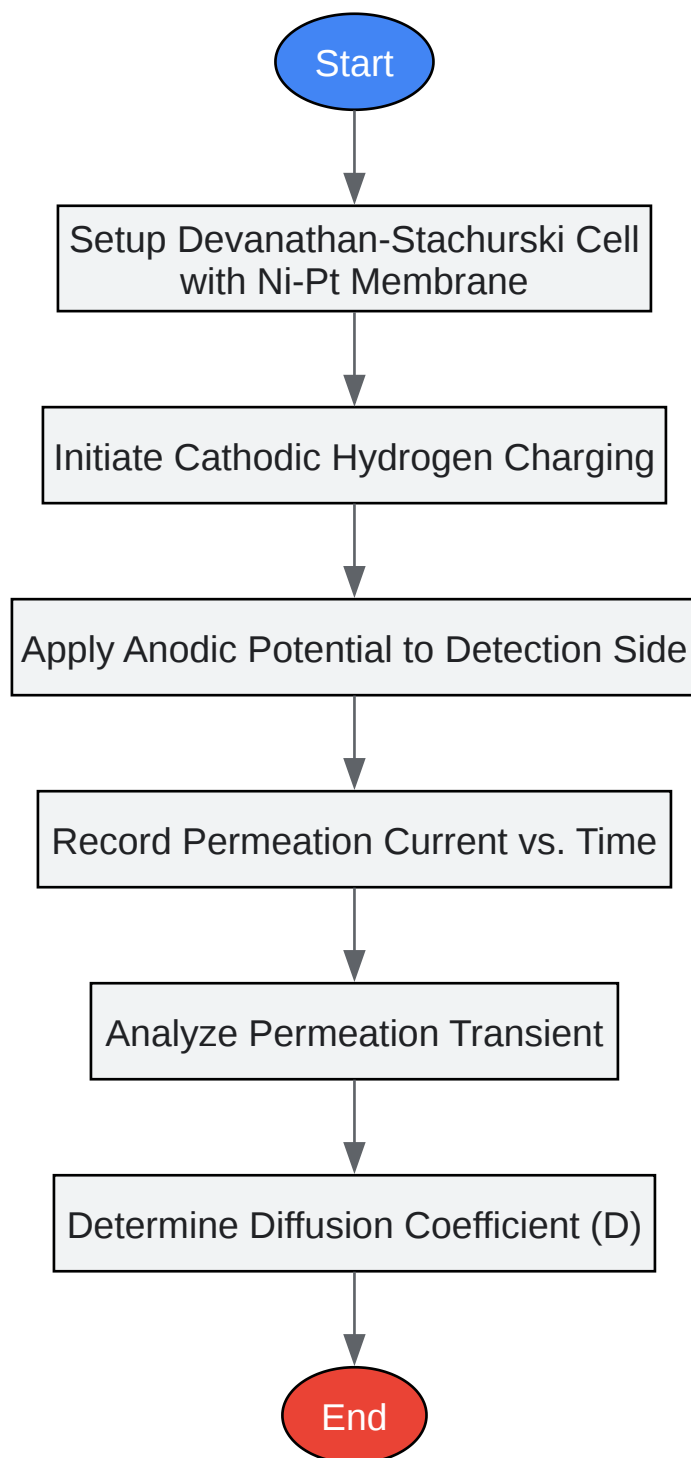 Start
Setup Devanathan-Stachurski Cell
with Ni-Pt Membrane
Initiate Cathodic Hydrogen Charging
Apply Anodic Potential to Detection Side
Record Permeation Current vs. Time
Analyze Permeation Transient
Determine Diffusion Coefficient (D)
End